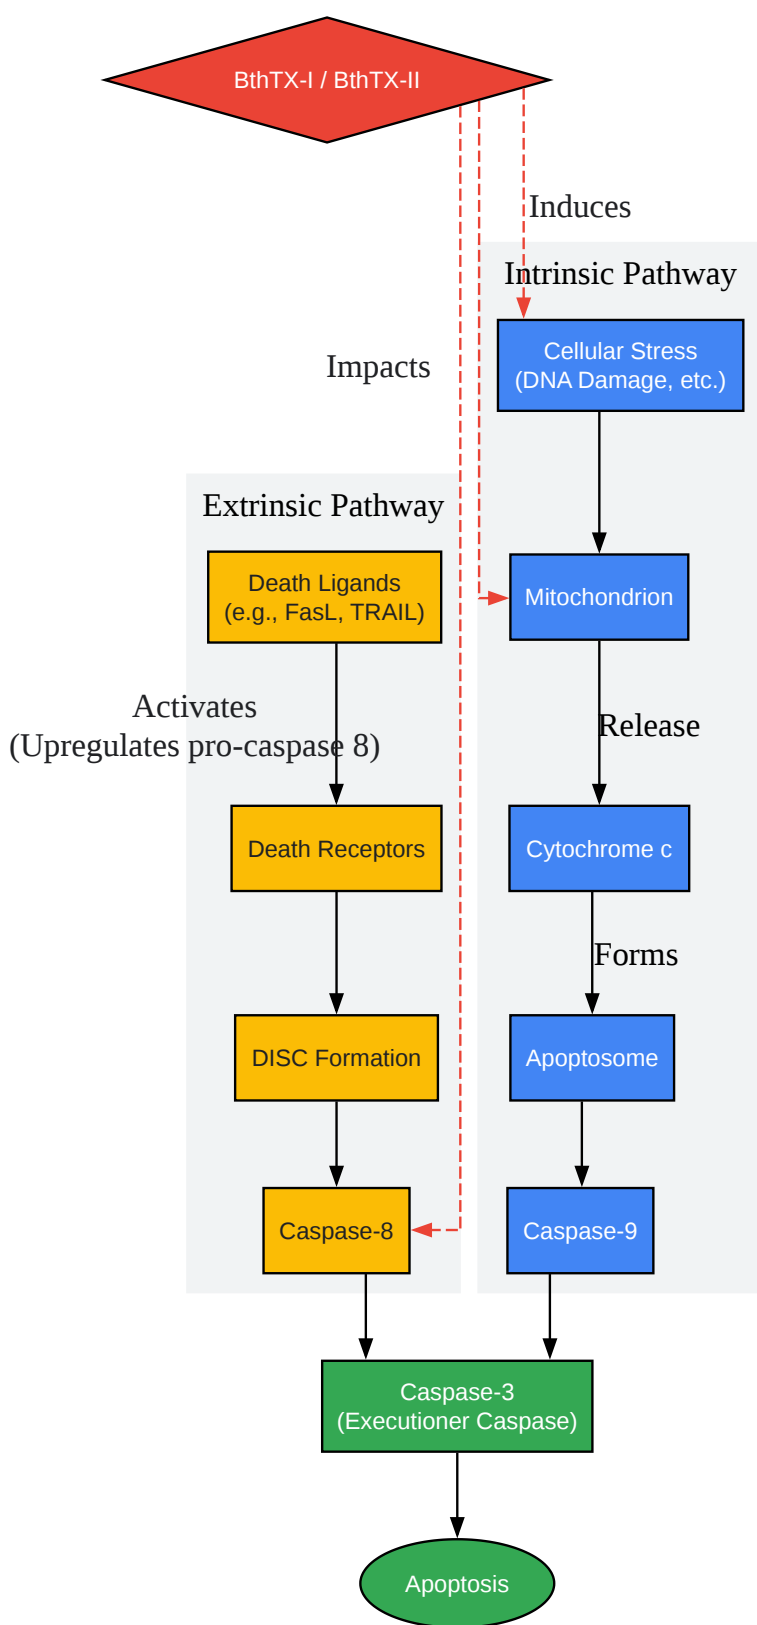 BthTX-I / BthTX-II
Induces
Intrinsic Pathway
Cellular Stress
(DNA Damage, etc.)
Impacts
Extrinsic Pathway
Death Ligands
(e.g., FasL, TRAIL)
Mitochondrion
Activates
(Upregulates pro-caspase 8)
Release
Death Receptors
Cytochrome c
Forms
DISC Formation
Apoptosome
Caspase-8
Caspase-9
Caspase-3
(Executioner Caspase)
Apoptosis